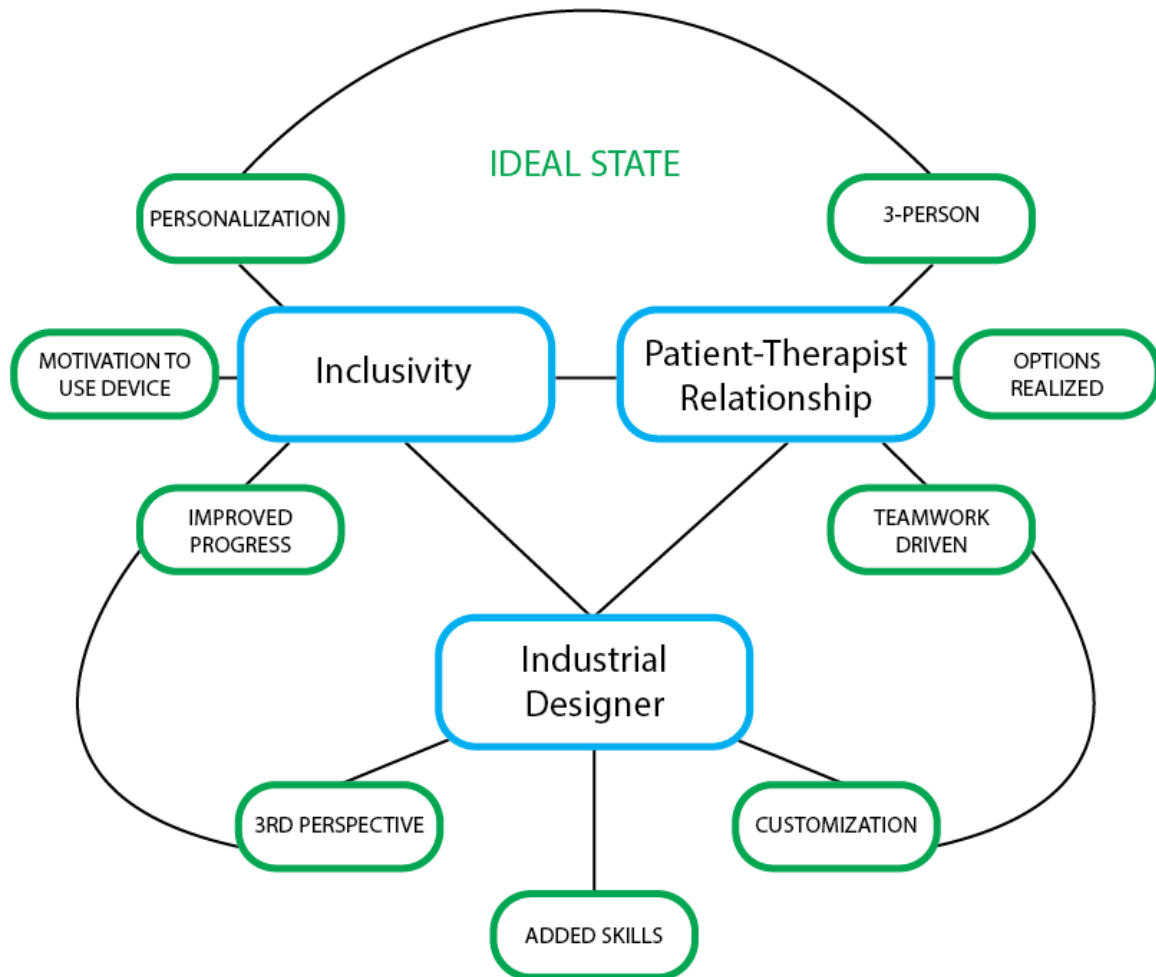 IDEAL STATE
PERSONALIZATION
3-PERSON
MOTIVATION TO
USE DEVICE
Inclusivity
Patient-Therapist
Relationship
OPTIONS
REALIZED
IMPROVED
PROGRESS
TEAMWORK
DRIVEN
Industrial
Designer
3RD PERSPECTIVE
CUSTOMIZATION
ADDED SKILLS